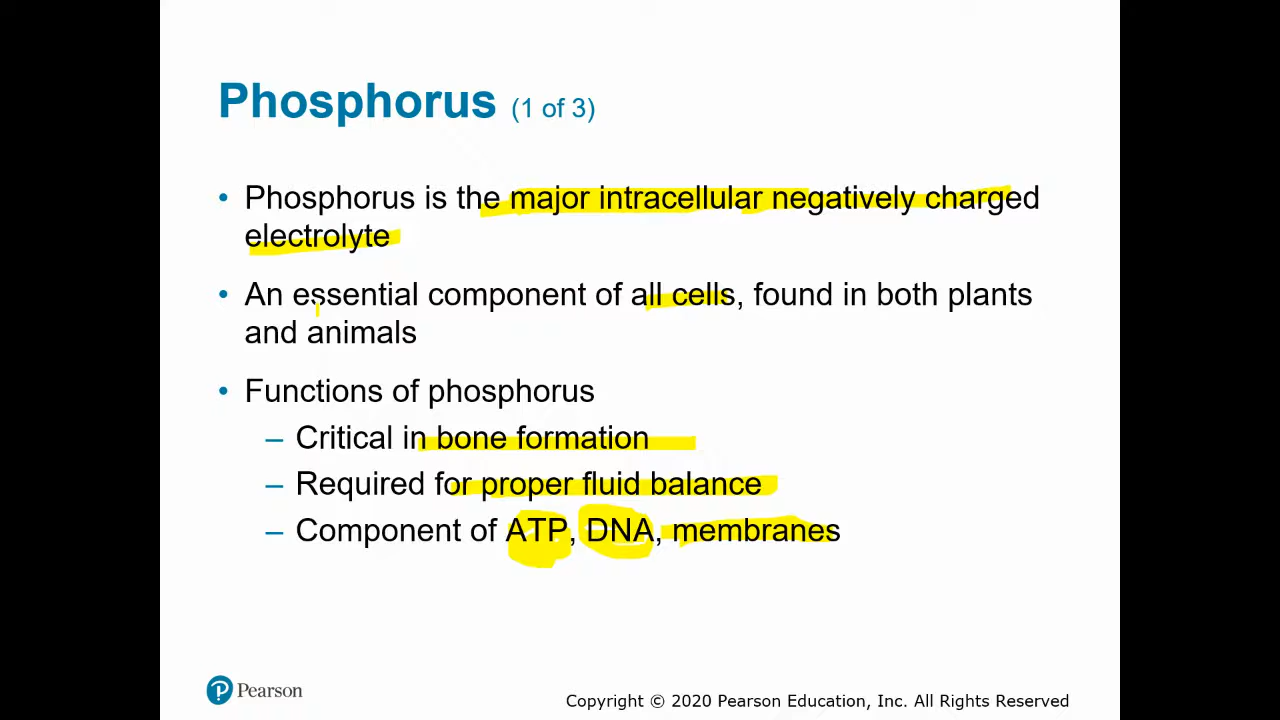 Phosphorus (1 of 3)
• Phosphorus is the major intracellular negatively charged
electrolyte
• An essential component of all cells, found in both plants
and animals
• Functions of phosphorus
– Critical in bone formation
– Required for proper fluid balance
– Component of ATP, DNA, membranes
P Pearson
Copyright © 2020 Pearson Education, Inc. All Rights Reserved